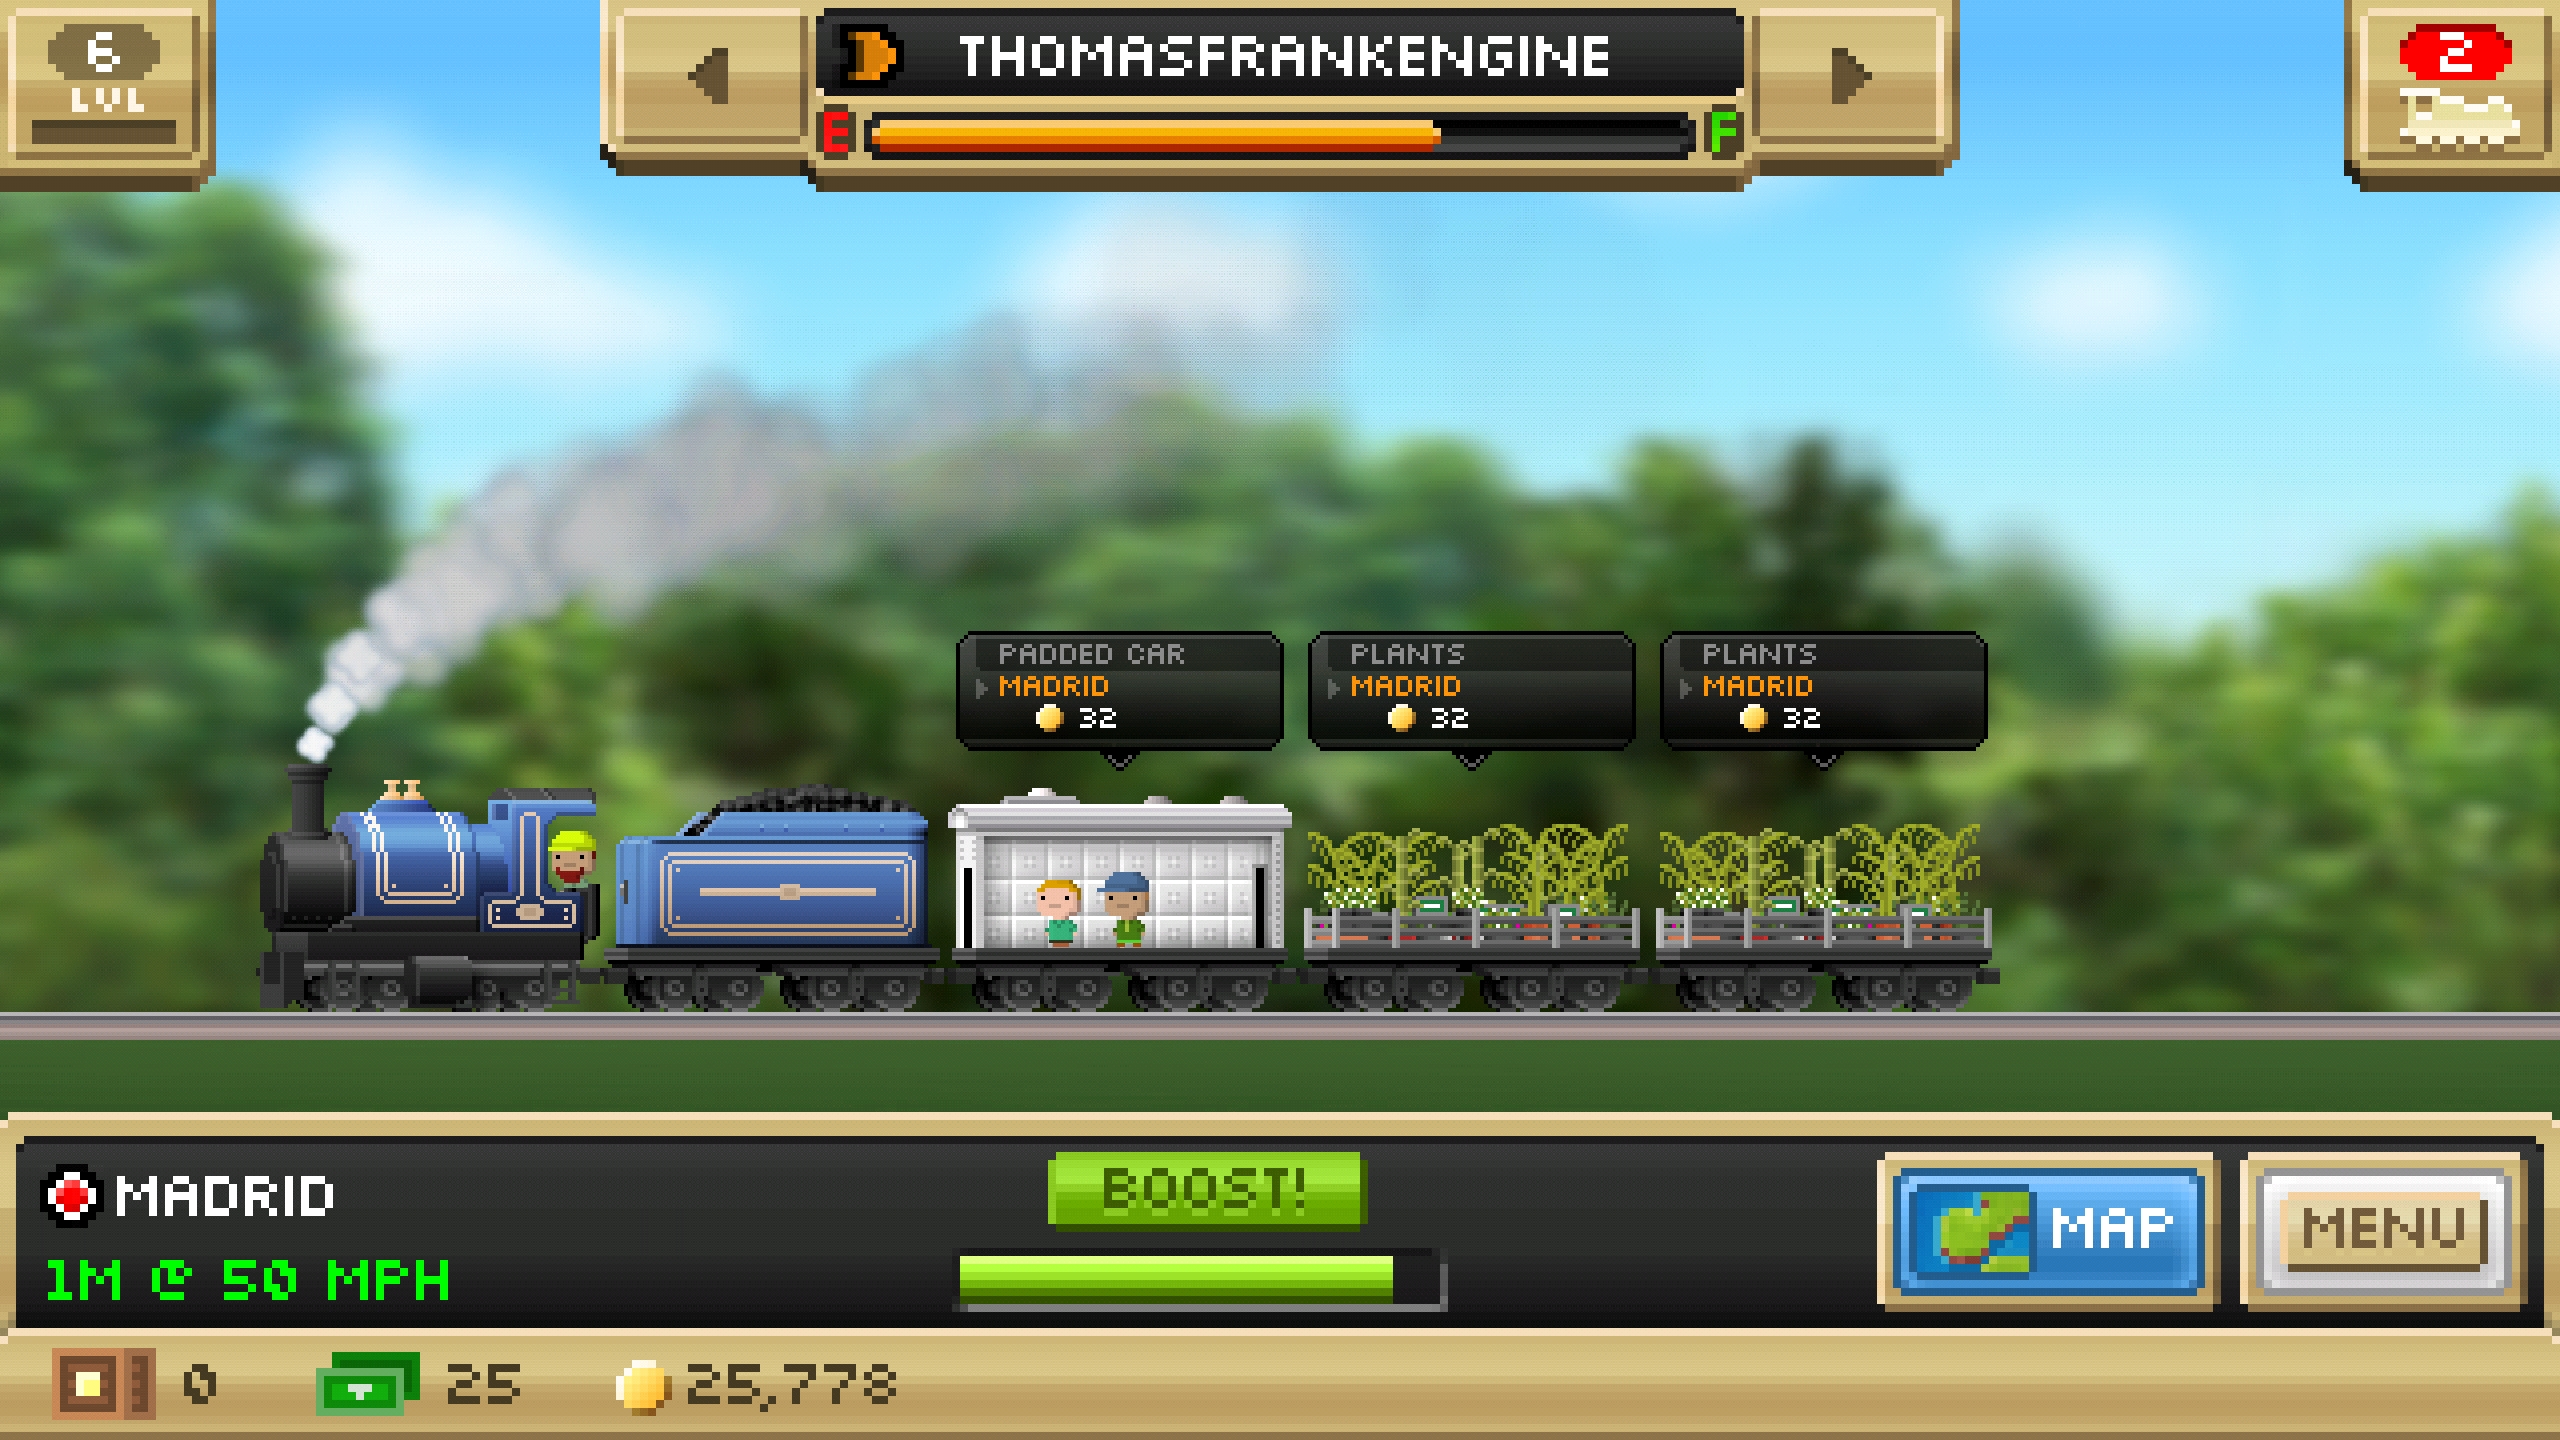 6
LVL
THOMASFRANKENGINE
E
F
2
PADDED CAR
MADRID
32
PLANTS
MADRID
32
PLANTS
MADRID
32
MADRID
BOOST!
1M @ 50 MPH
MAP
MENU
0
25
25,778